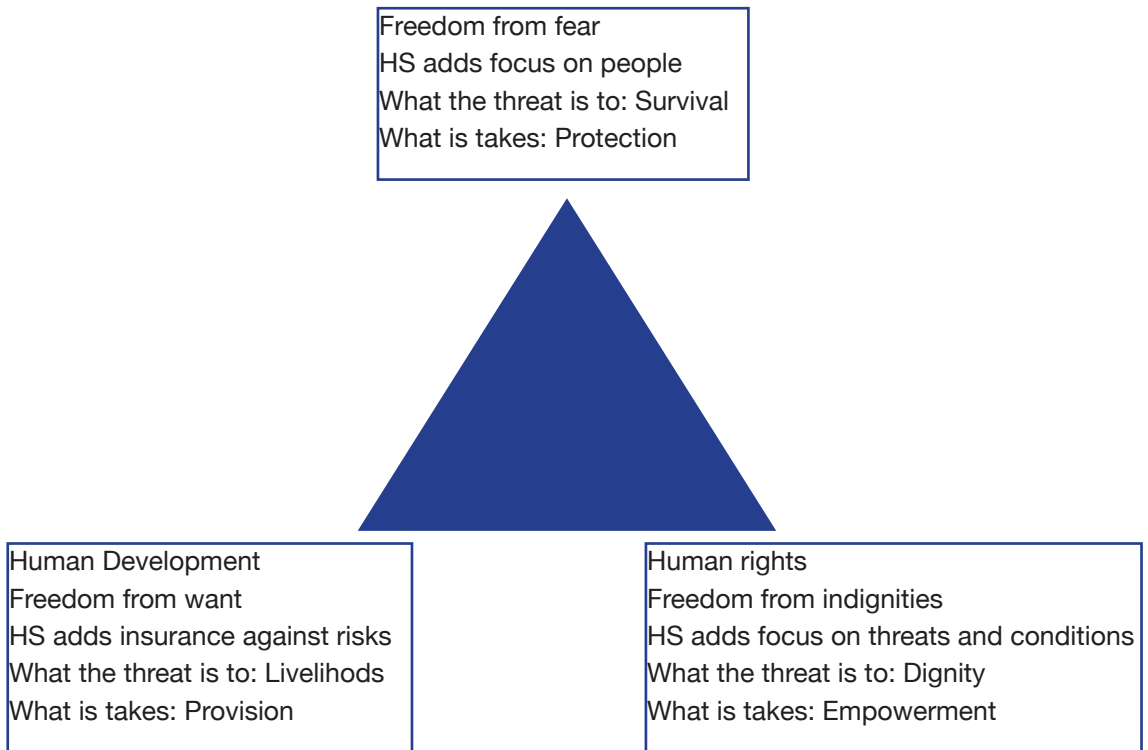 Freedom from fear
HS adds focus on people
What the threat is to: Survival
What is takes: Protection
Human Development
Freedom from want
HS adds insurance against risks
What the threat is to: Livelihods
What is takes: Provision
Human rights
Freedom from indignities
HS adds focus on threats and conditions
What the threat is to: Dignity
What is takes: Empowerment